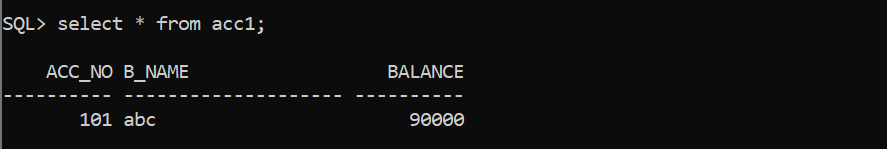 SQL> select * from acc1;
    ACC_NO B_NAME                  BALANCE
---------- -------------------- ----------
       101 abc                       90000